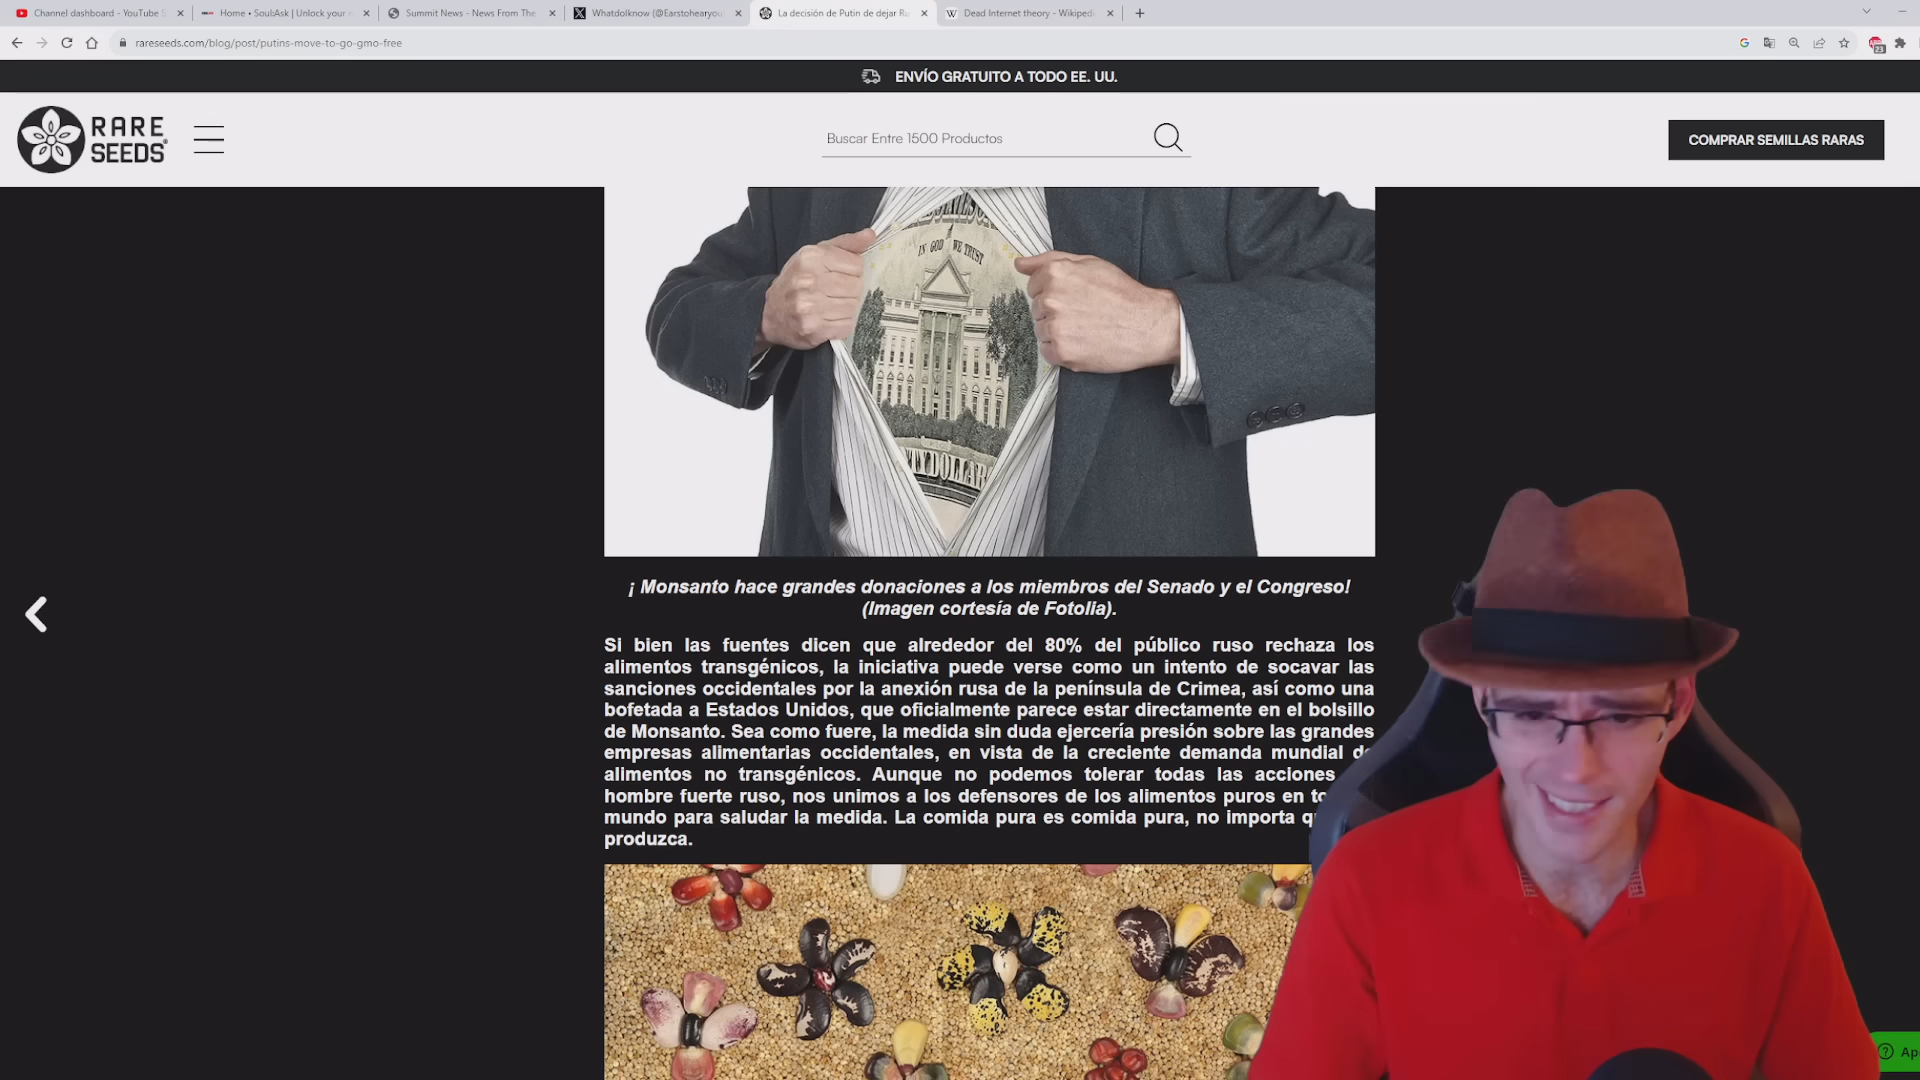 Channel dashboard - YouTube S
Home • SoulAsk | Unlock your
Summit News - News From The
WhatdoIknow (@Earstohearyou
La decisión de Putin de dejar Ru
Dead Internet theory - Wikipedi
rareseeds.com/blog/post/putins-move-to-go-gmo-free
23
ENVÍO GRATUITO A TODO EE. UU.
RARE
SEEDS®
Buscar Entre 1500 Productos
COMPRAR SEMILLAS RARAS
IN GOD WE TRUST
TY DOLLAR
¡ Monsanto hace grandes donaciones a los miembros del Senado y el Congreso!
(Imagen cortesía de Fotolia).
Si bien las fuentes dicen que alrededor del 80% del público ruso rechaza los
alimentos transgénicos, la iniciativa puede verse como un intento de socavar las
sanciones occidentales por la anexión rusa de la península de Crimea, así como una
bofetada a Estados Unidos, que oficialmente parece estar directamente en el bolsillo
de Monsanto. Sea como fuere, la medida sin duda ejercería presión sobre las grandes
empresas alimentarias occidentales, en vista de la creciente demanda mundial d
alimentos no transgénicos. Aunque no podemos tolerar todas las acciones
hombre fuerte ruso, nos unimos a los defensores de los alimentos puros en to
mundo para saludar la medida. La comida pura es comida pura, no importa q
produzca.
Ap